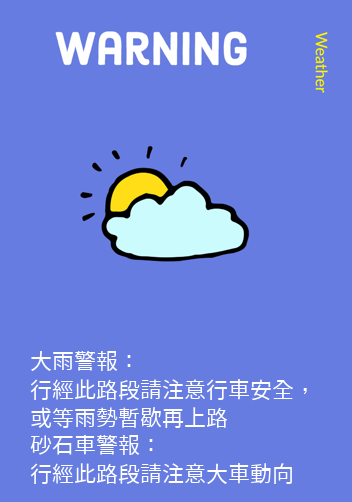 WARNING
Weather
大雨警報：
行經此路段請注意行車安全，
或等雨勢暫歇再上路
砂石車警報：
行經此路段請注意大車動向